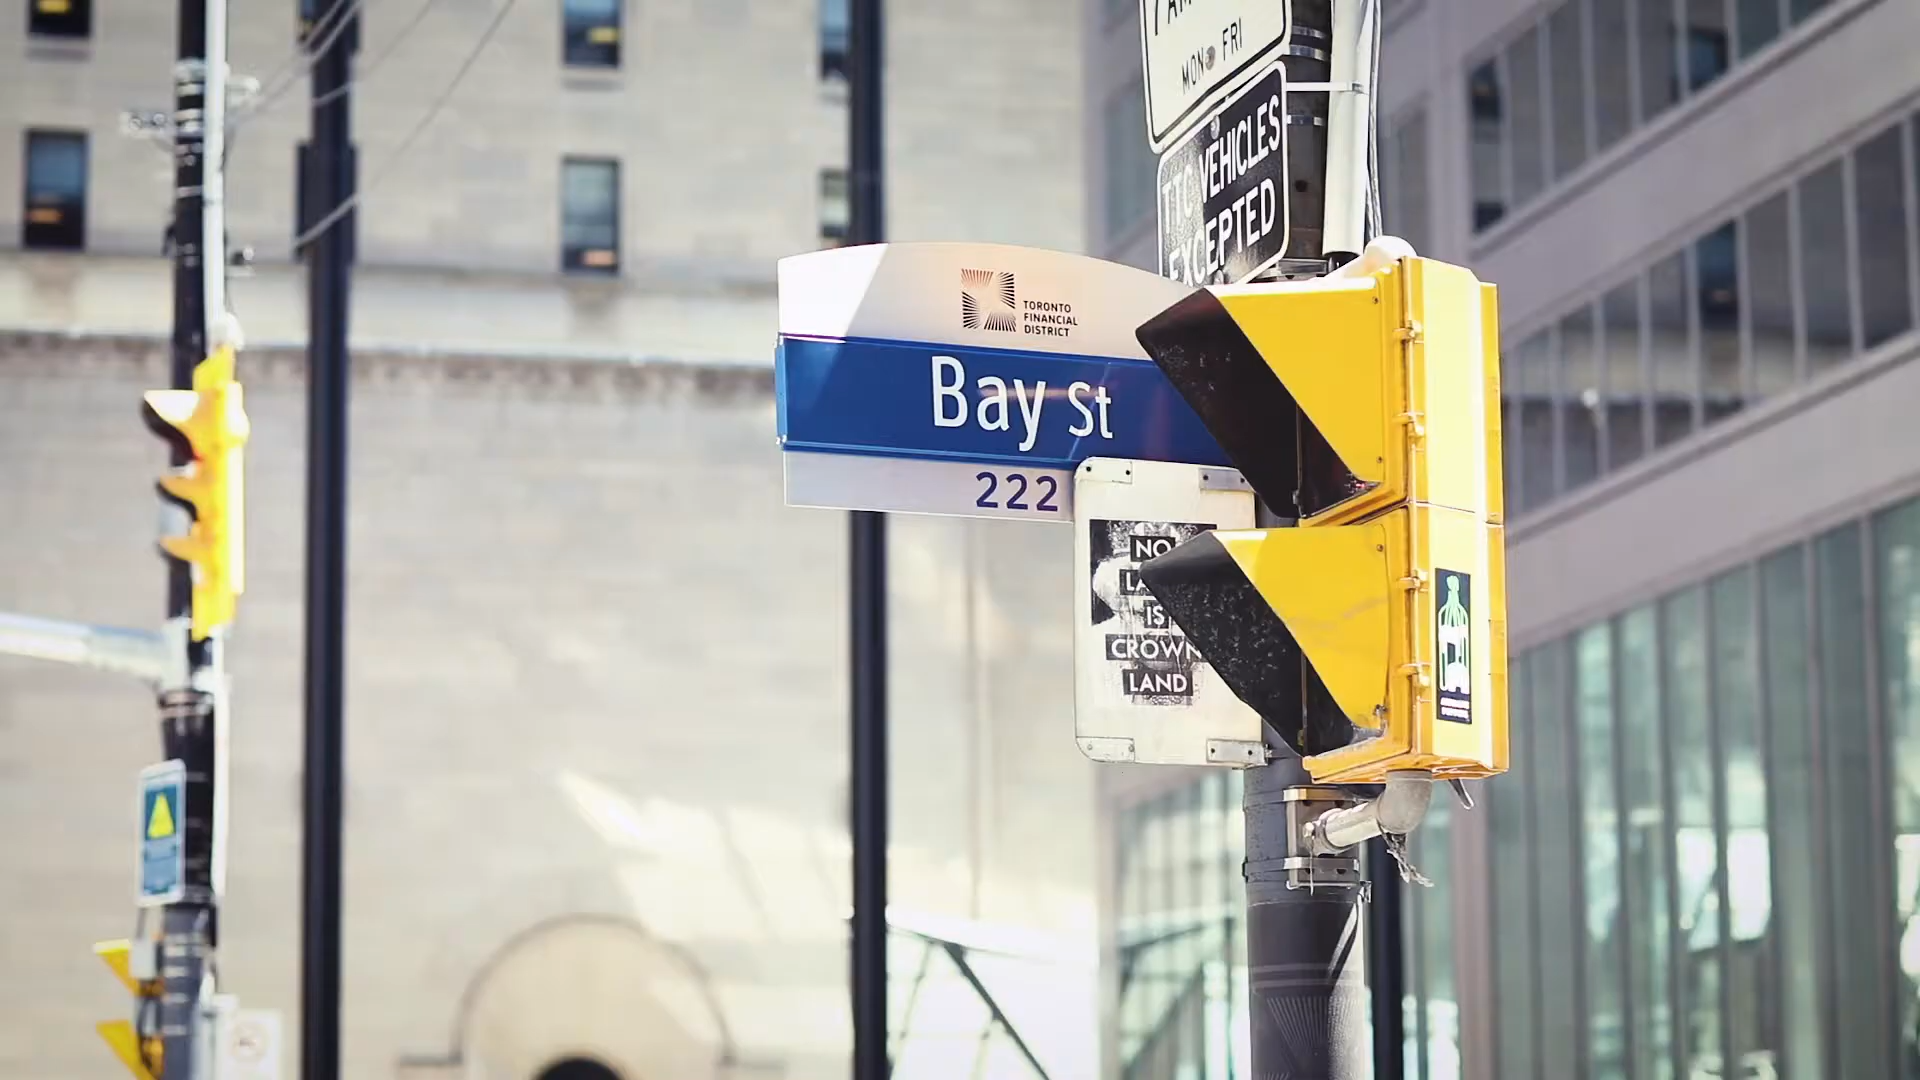 MON FRI
TTC VEHICLES
EXCEPTED
TORONTO
FINANCIAL
DISTRICT
Bay St
222
NO
IS
CROWN
LAND